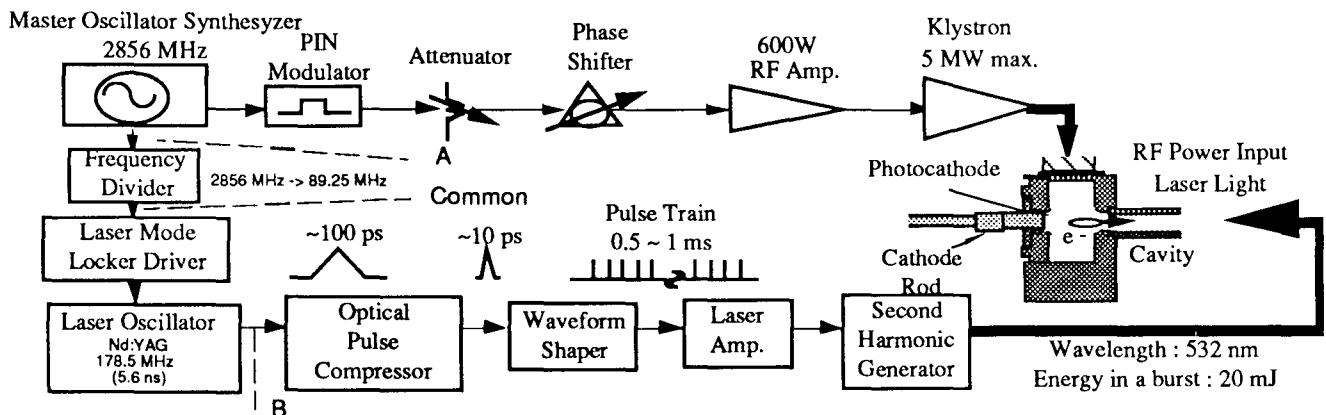 Master Oscillator Synthesyzer
2856 MHz
PIN
Modulator
Attenuator
Phase
Shifter
600W
RF Amp.
Klystron
5 MW max.
A
Frequency
Divider
2856 MHz -> 89.25 MHz
Common
Laser Mode
Locker Driver
~100 ps
~10 ps
Pulse Train
0.5 ~ 1 ms
Photocathode
RF Power Input
Laser Light
e -
Cathode
Rod
Cavity
Laser Oscillator
Nd:YAG
178.5 MHz
(5.6 ns)
B
Optical
Pulse
Compressor
Waveform
Shaper
Laser
Amp.
Second
Harmonic
Generator
Wavelength : 532 nm
Energy in a burst : 20 mJ